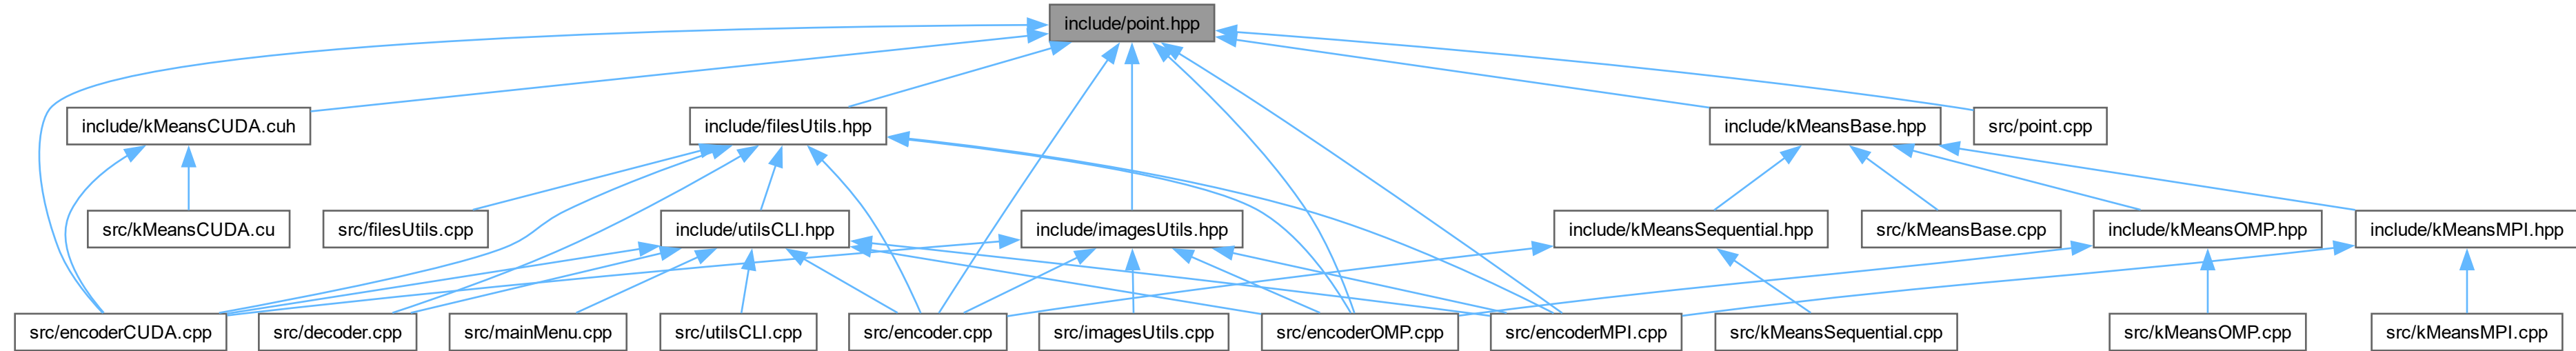 include/point.hpp
include/kMeansCUDA.cuh
include/filesUtils.hpp
include/kMeansBase.hpp
src/point.cpp
src/kMeansCUDA.cu
src/filesUtils.cpp
include/utilsCLI.hpp
include/imagesUtils.hpp
include/kMeansSequential.hpp
src/kMeansBase.cpp
include/kMeansOMP.hpp
include/kMeansMPI.hpp
src/encoderCUDA.cpp
src/decoder.cpp
src/mainMenu.cpp
src/utilsCLI.cpp
src/encoder.cpp
src/imagesUtils.cpp
src/encoderOMP.cpp
src/encoderMPI.cpp
src/kMeansSequential.cpp
src/kMeansOMP.cpp
src/kMeansMPI.cpp